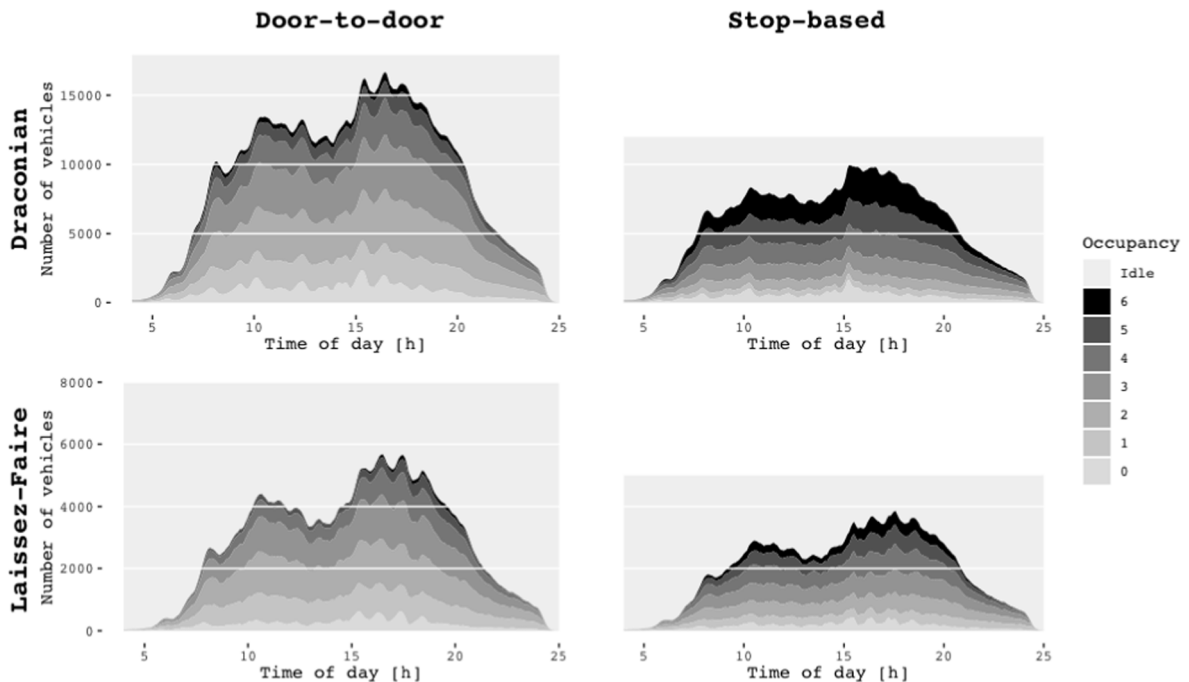 Door-to-door
Stop-based
Draconian
Number of vehicles
15000
10000
5000
0
5 10 15 20 25
Time of day [h]
5 10 15 20 25
Time of day [h]
Occupancy
Idle
6
5
4
3
2
1
0
Laissez-Faire
Number of vehicles
8000
6000
4000
2000
0
5 10 15 20 25
Time of day [h]
5 10 15 20 25
Time of day [h]